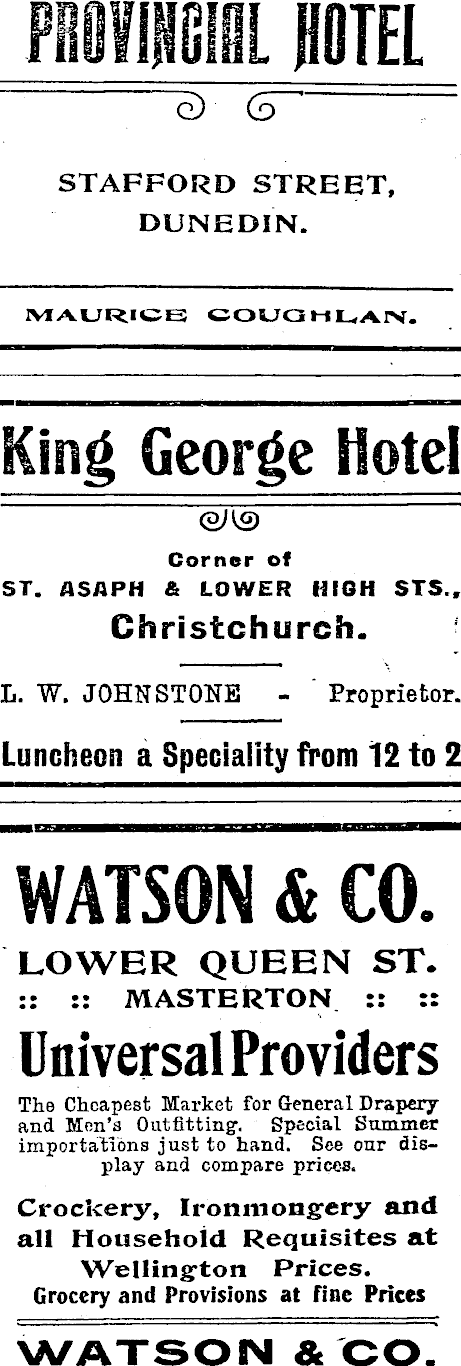 PROVINCIAL HOTEL
STAFFORD STREET,
DUNEDIN.
MAURICE COUGHLAN.
King George Hotel
Corner of
ST. ASAPH & LOWER HIGH STS.,
Christchurch.
L. W. JOHNSTONE - Proprietor.
Luncheon a Speciality from 12 to 2
WATSON & CO.
LOWER QUEEN ST.
:: :: MASTERTON :: ::
Universal Providers
The Cheapest Market for General Drapery
and Men's Outfitting. Special Summer
importations just to hand. See our dis-
play and compare prices.
Crockery, Ironmongery and
all Household Requisites at
Wellington Prices.
Grocery and Provisions at fine Prices
WATSON & CO.